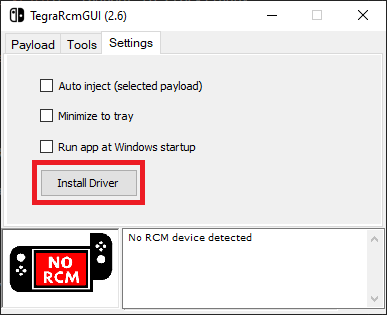 TegraRcmGUI (2.6)
Payload Tools Settings
Auto inject (selected payload)
Minimize to tray
Run app at Windows startup
Install Driver
NO
RCM
No RCM device detected